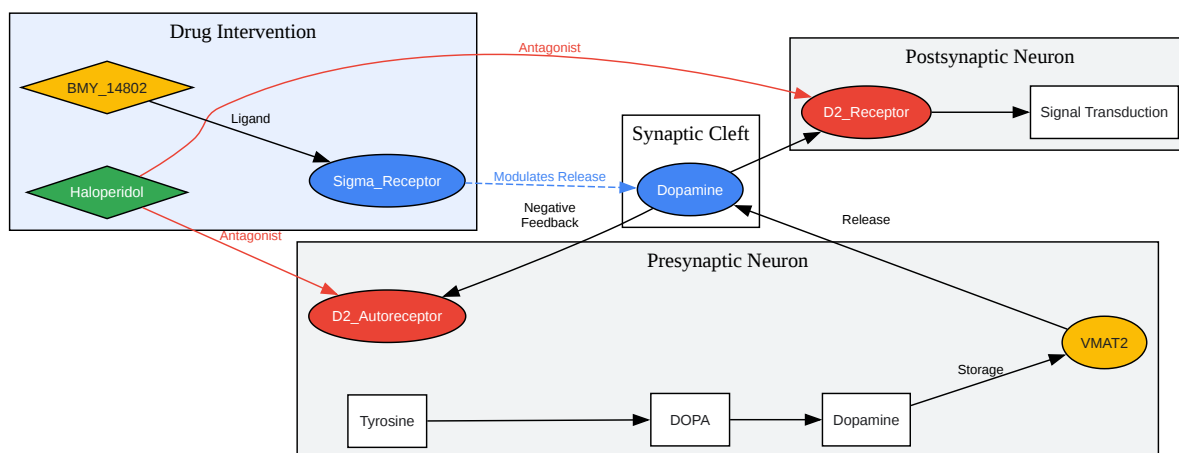 Drug Intervention
BMY_14802
Ligand
Haloperidol
Sigma_Receptor
Antagonist
Antagonist
Modulates Release
Synaptic Cleft
Dopamine
Negative
Feedback
Postsynaptic Neuron
D2_Receptor
Signal Transduction
Release
Presynaptic Neuron
D2_Autoreceptor
VMAT2
Storage
Tyrosine
DOPA
Dopamine